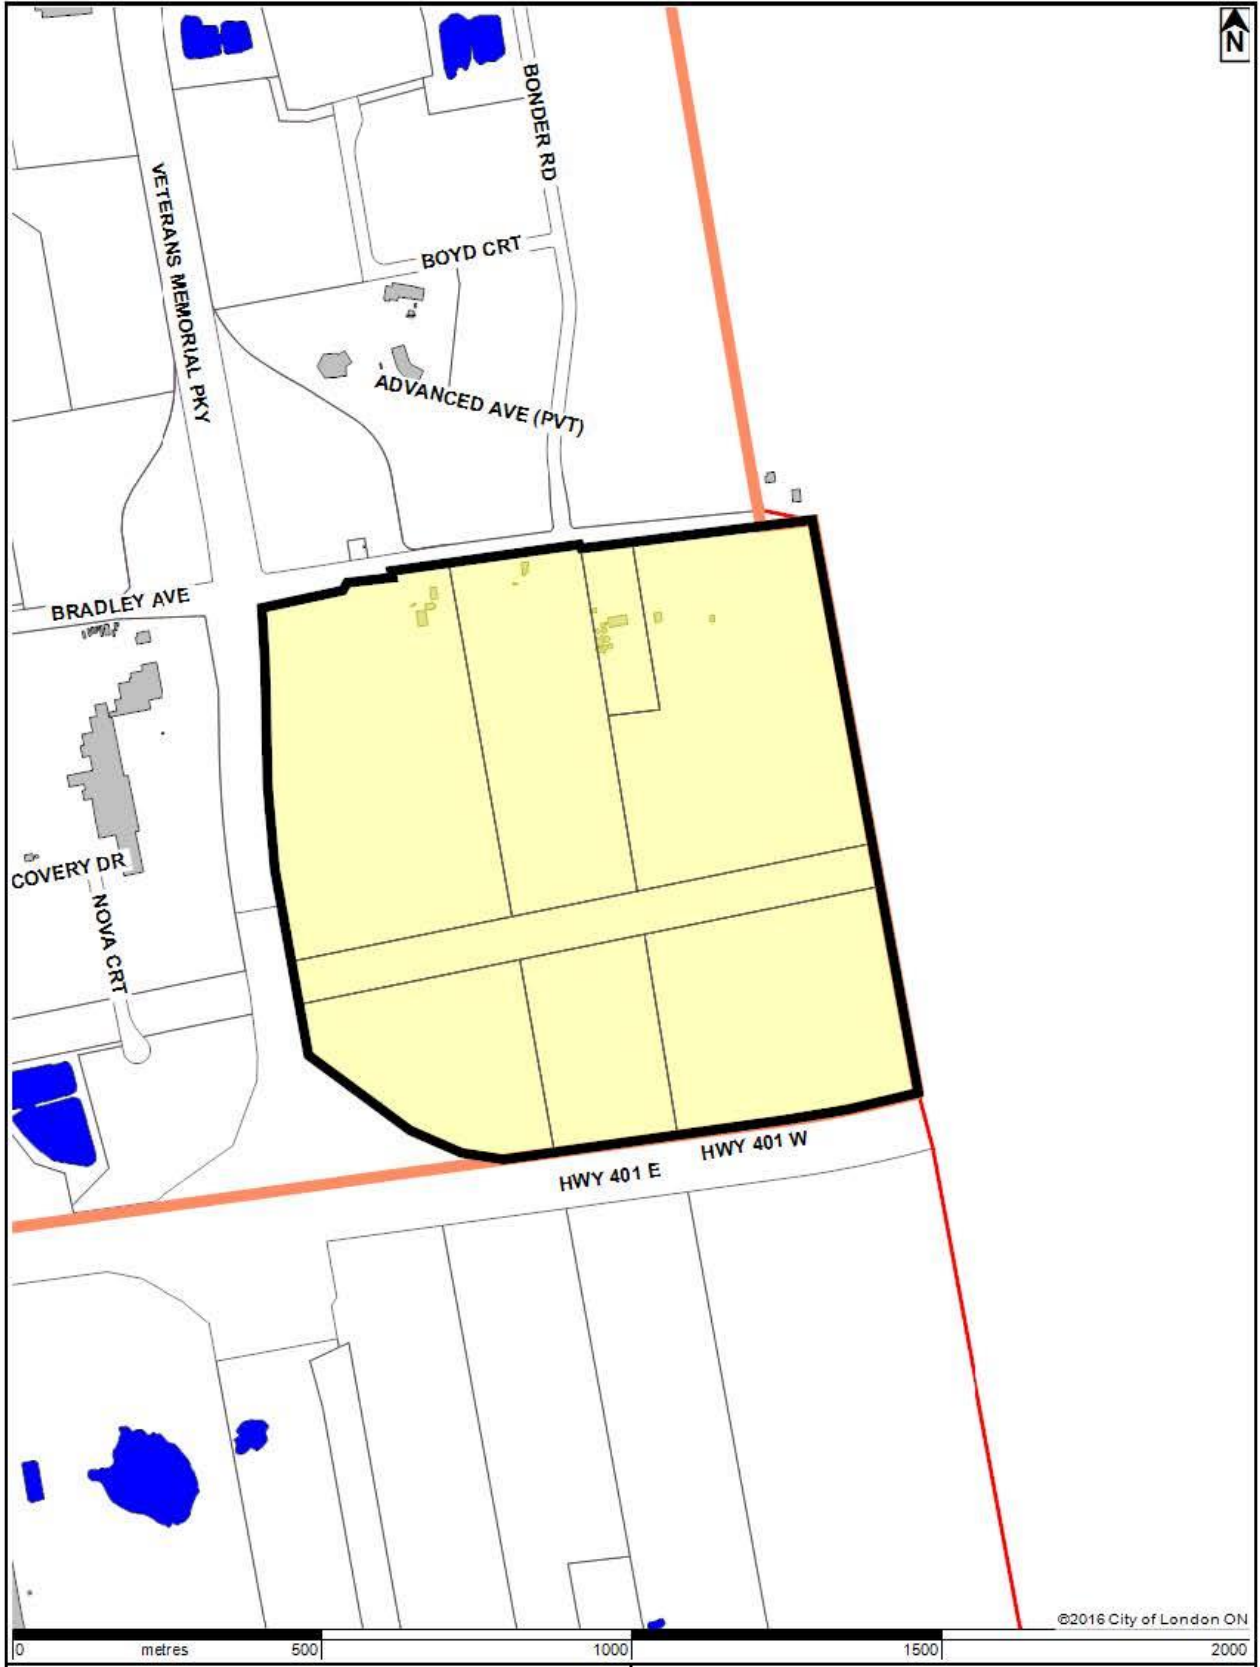 N
BONDER RD
VETERANS MEMORIAL PKY
BOYD CRT
ADVANCED AVE (PVT)
BRADLEY AVE
COVERY DR
NOVA CRT
HWY 401 W
HWY 401 E
©2016 City of London ON
0 metres 500 1000 1500 2000